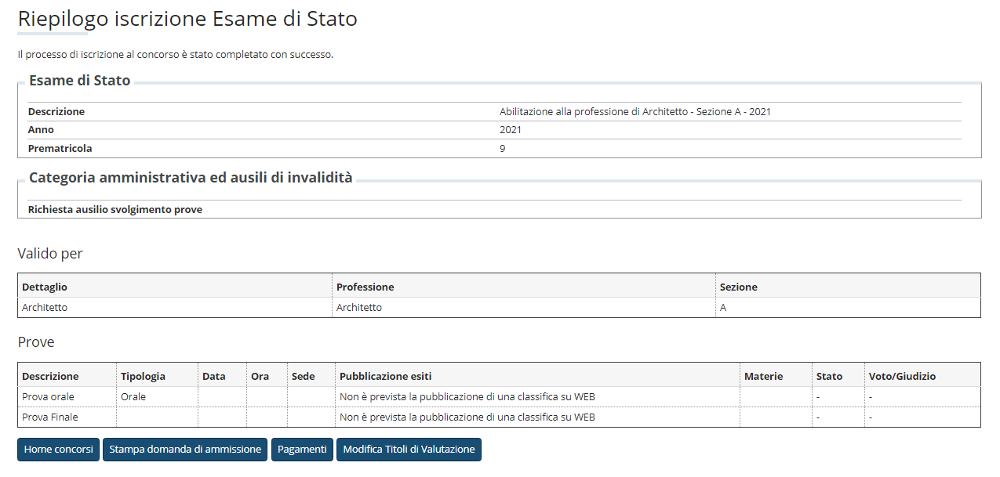 Riepilogo iscrizione Esame di Stato
Il processo di iscrizione al concorso è stato completato con successo.
Esame di Stato
Descrizione Abilitazione alla professione di Architetto - Sezione A - 2021
Anno 2021
Prematricola 9
Categoria amministrativa ed ausili di invalidità
Richiesta ausilio svolgimento prove
Valido per
Dettaglio Professione Sezione
Architetto Architetto A
Prove
Descrizione Tipologia Data Ora Sede Pubblicazione esiti Materie Stato Voto/Giudizio
Prova orale Orale Non è prevista la pubblicazione di una classifica su WEB - -
Prova Finale Non è prevista la pubblicazione di una classifica su WEB - -
Home concorsi Stampa domanda di ammissione Pagamenti Modifica Titoli di Valutazione